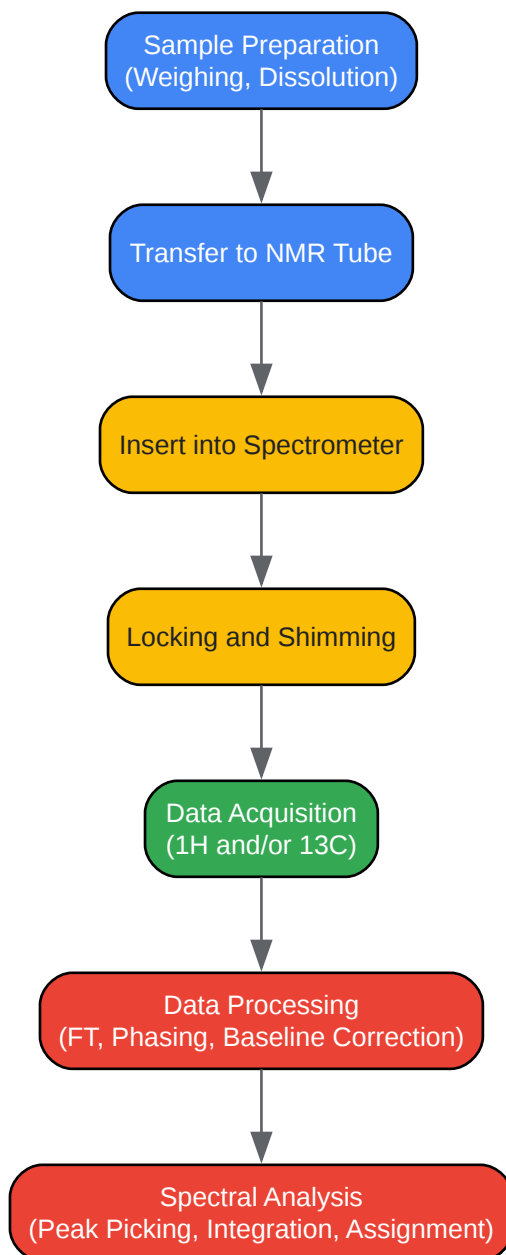 Sample Preparation
(Weighing, Dissolution)
Transfer to NMR Tube
Insert into Spectrometer
Locking and Shimming
Data Acquisition
(1H and/or 13C)
Data Processing
(FT, Phasing, Baseline Correction)
Spectral Analysis
(Peak Picking, Integration, Assignment)